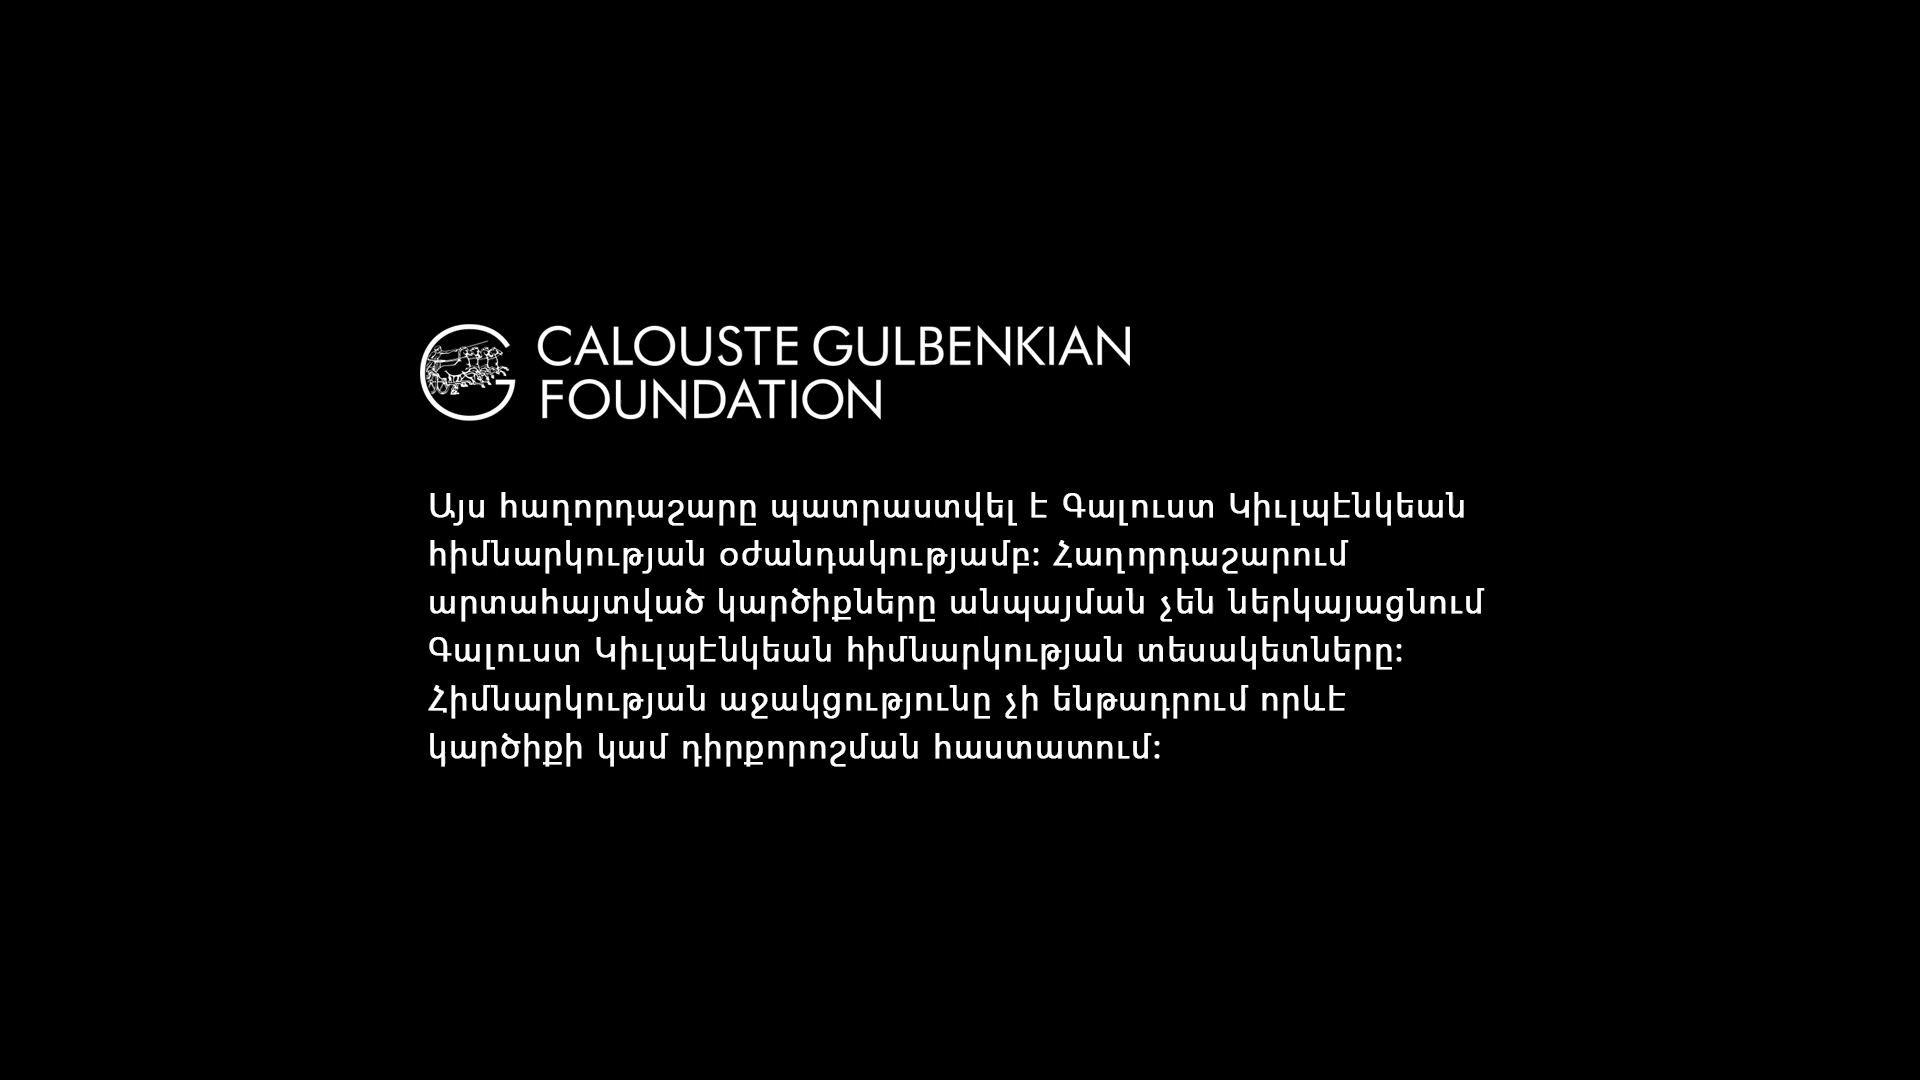 CALOUSTE GULBENKIAN
FOUNDATION
Այս հաղորդաշարը պատրաստվել է Գալուստ Կիւլպէնկեան
հիմնարկության օժանդակությամբ։ Հաղորդաշարում
արտահայտված կարծիքները անպայման չեն ներկայացնում
Գալուստ Կիւլպէնկեան հիմնարկության տեսակետները։
Հիմնարկության աջակցությունը չի ենթադրում որևէ
կարծիքի կամ դիրքորոշման հաստատում։